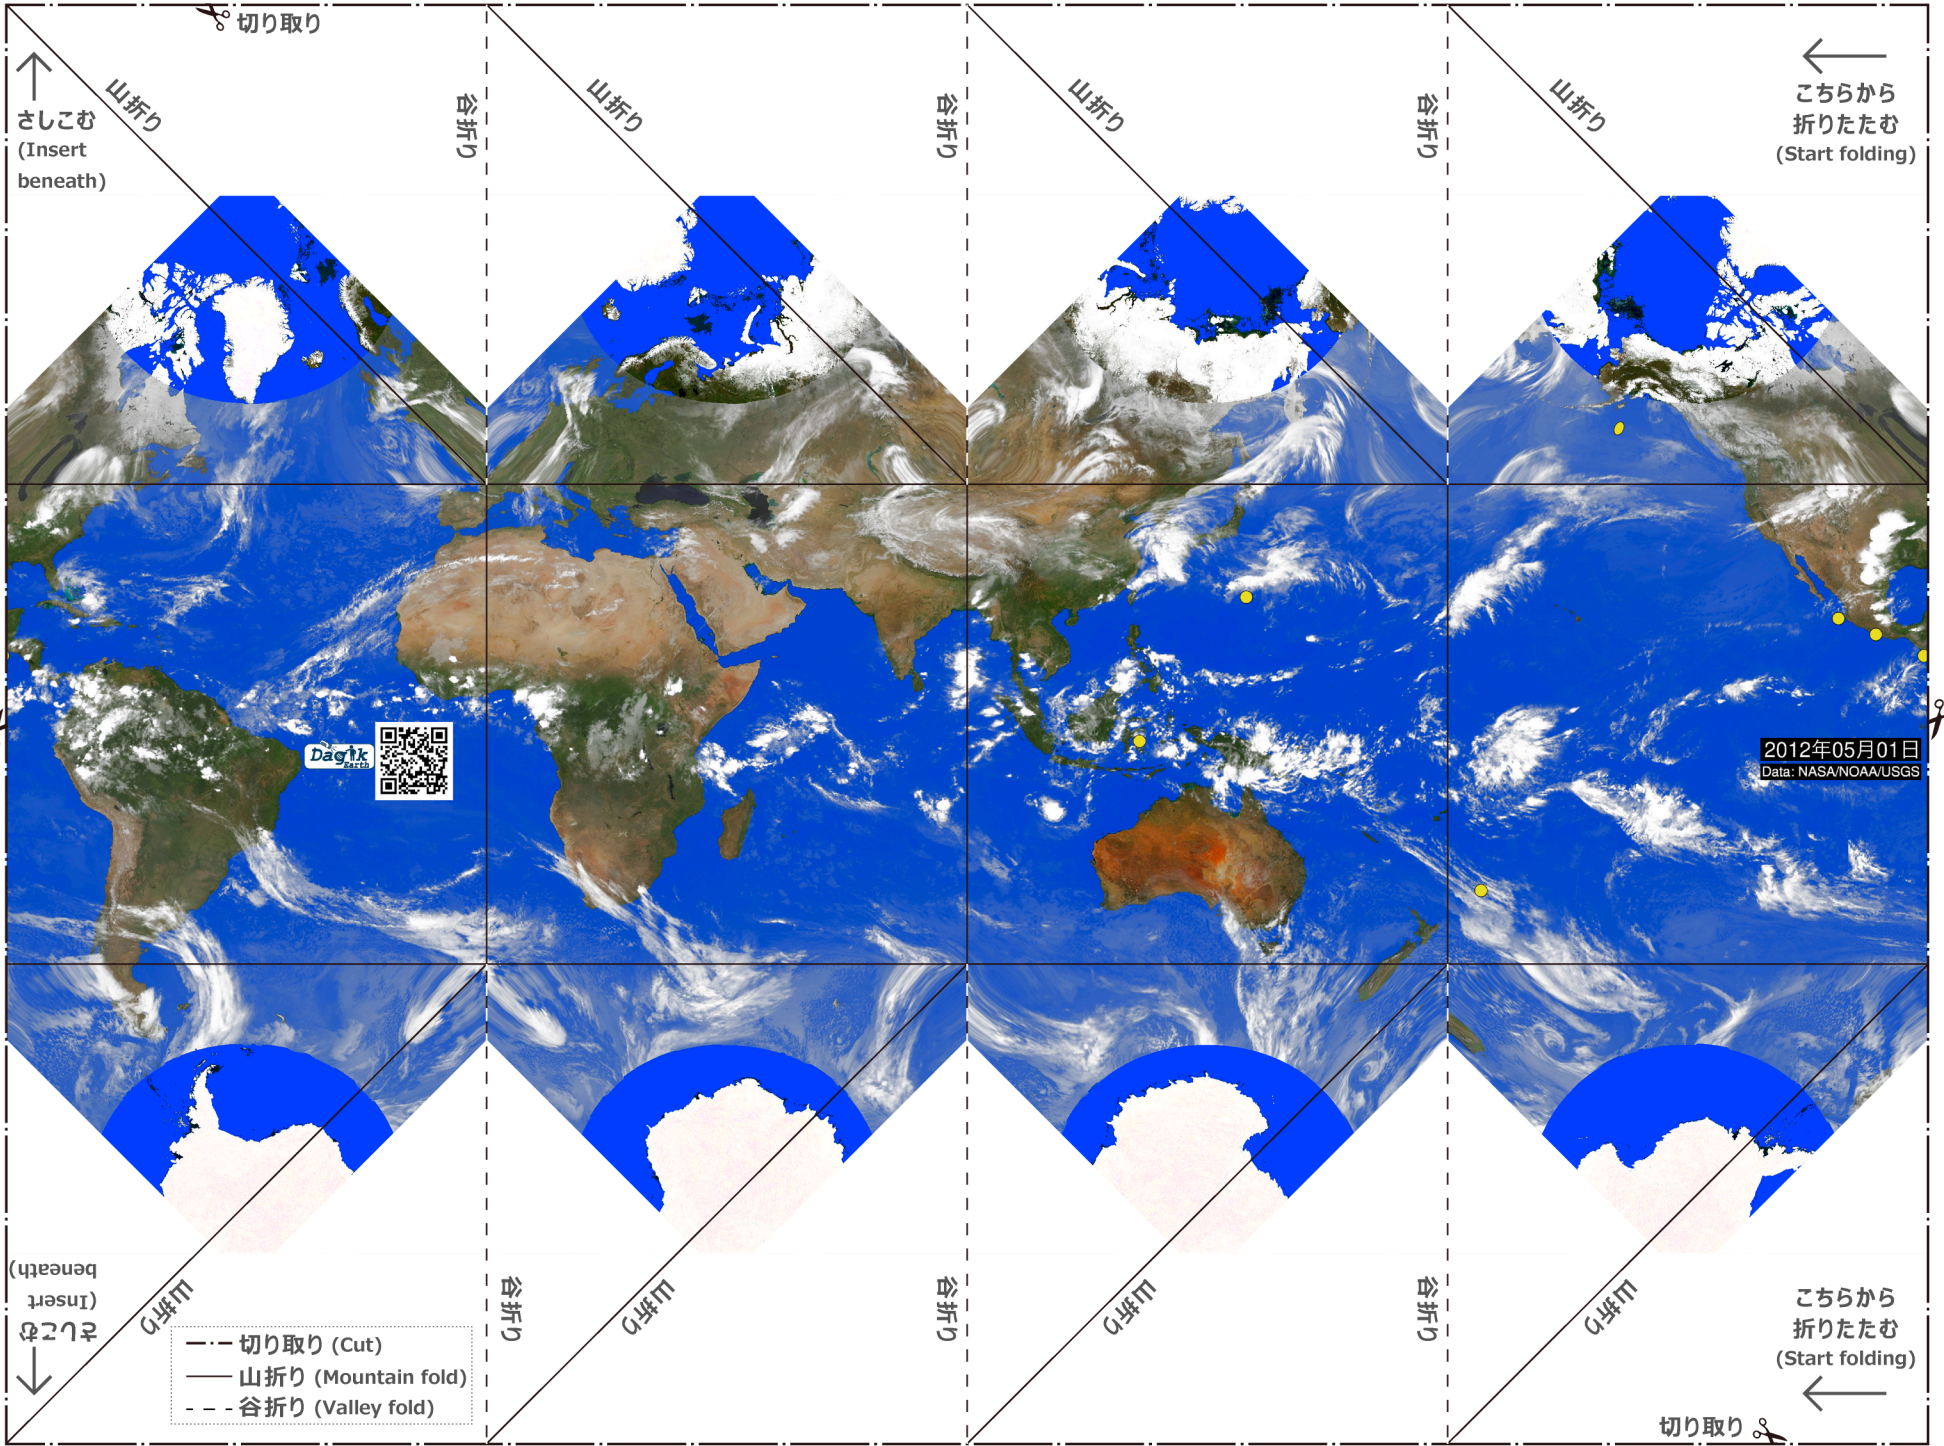 切り取り
さしこむ
(Insert
beneath)
山折り
谷折り
山折り
谷折り
山折り
谷折り
山折り
こちらから
折りたたむ
(Start folding)
Dagik
Earth
2012年05月01日
Data: NASA/NOAA/USGS
さしこむ
(Insert
beneath)
山折り
谷折り
山折り
谷折り
山折り
谷折り
山折り
こちらから
折りたたむ
(Start folding)
切り取り (Cut)
山折り (Mountain fold)
谷折り (Valley fold)
切り取り